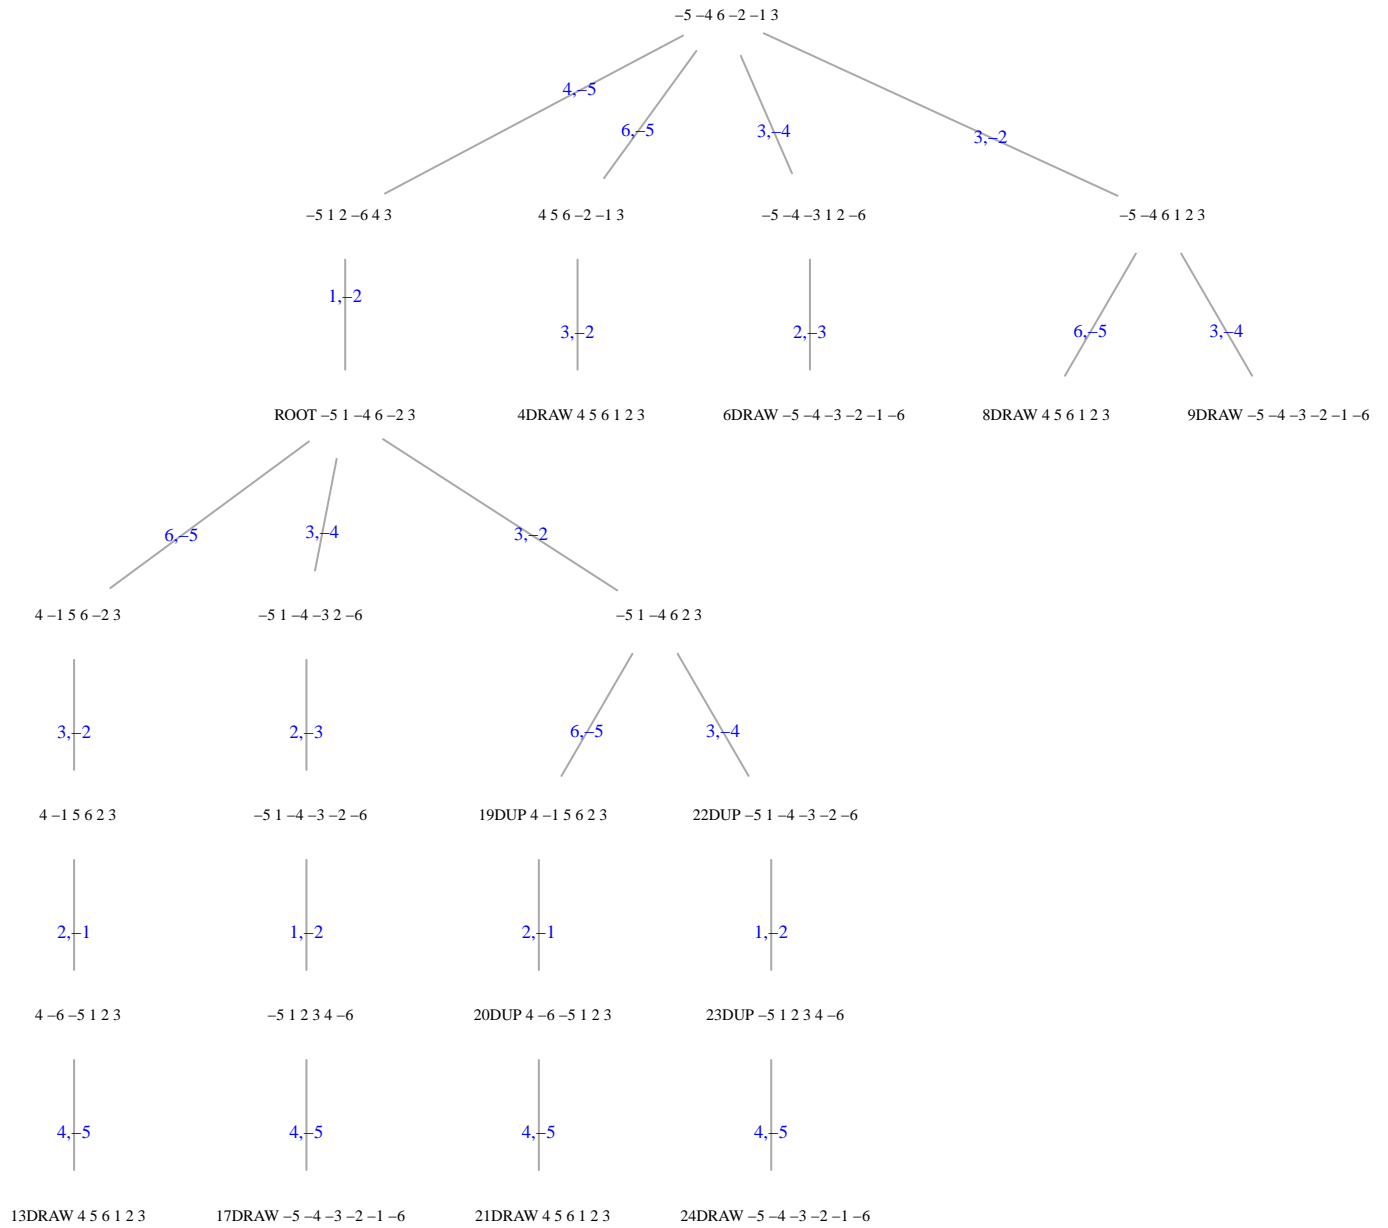 –5 –4 6 –2 –1 3
4,–5
6,–5
3,–4
3,–2
–5 1 2 –6 4 3
4 5 6 –2 –1 3
–5 –4 –3 1 2 –6
–5 –4 6 1 2 3
1,–2
3,–2
2,–3
6,–5
3,–4
ROOT –5 1 –4 6 –2 3
4DRAW 4 5 6 1 2 3
6DRAW –5 –4 –3 –2 –1 –6
8DRAW 4 5 6 1 2 3
9DRAW –5 –4 –3 –2 –1 –6
6,–5
3,–4
3,–2
4 –1 5 6 –2 3
–5 1 –4 –3 2 –6
–5 1 –4 6 2 3
3,–2
2,–3
6,–5
3,–4
4 –1 5 6 2 3
–5 1 –4 –3 –2 –6
19DUP 4 –1 5 6 2 3
22DUP –5 1 –4 –3 –2 –6
2,–1
1,–2
2,–1
1,–2
4 –6 –5 1 2 3
–5 1 2 3 4 –6
20DUP 4 –6 –5 1 2 3
23DUP –5 1 2 3 4 –6
4,–5
4,–5
4,–5
4,–5
13DRAW 4 5 6 1 2 3
17DRAW –5 –4 –3 –2 –1 –6
21DRAW 4 5 6 1 2 3
24DRAW –5 –4 –3 –2 –1 –6